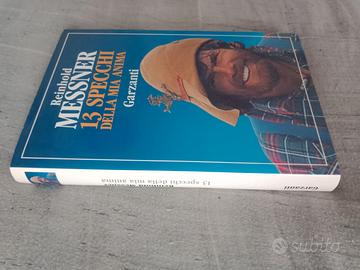 Reinhold
MESSNER
13 SPECCHI
DELLA MIA ANIMA
Garzanti
Reinhold Messner
13 specchi della mia anima
Garzanti
subito